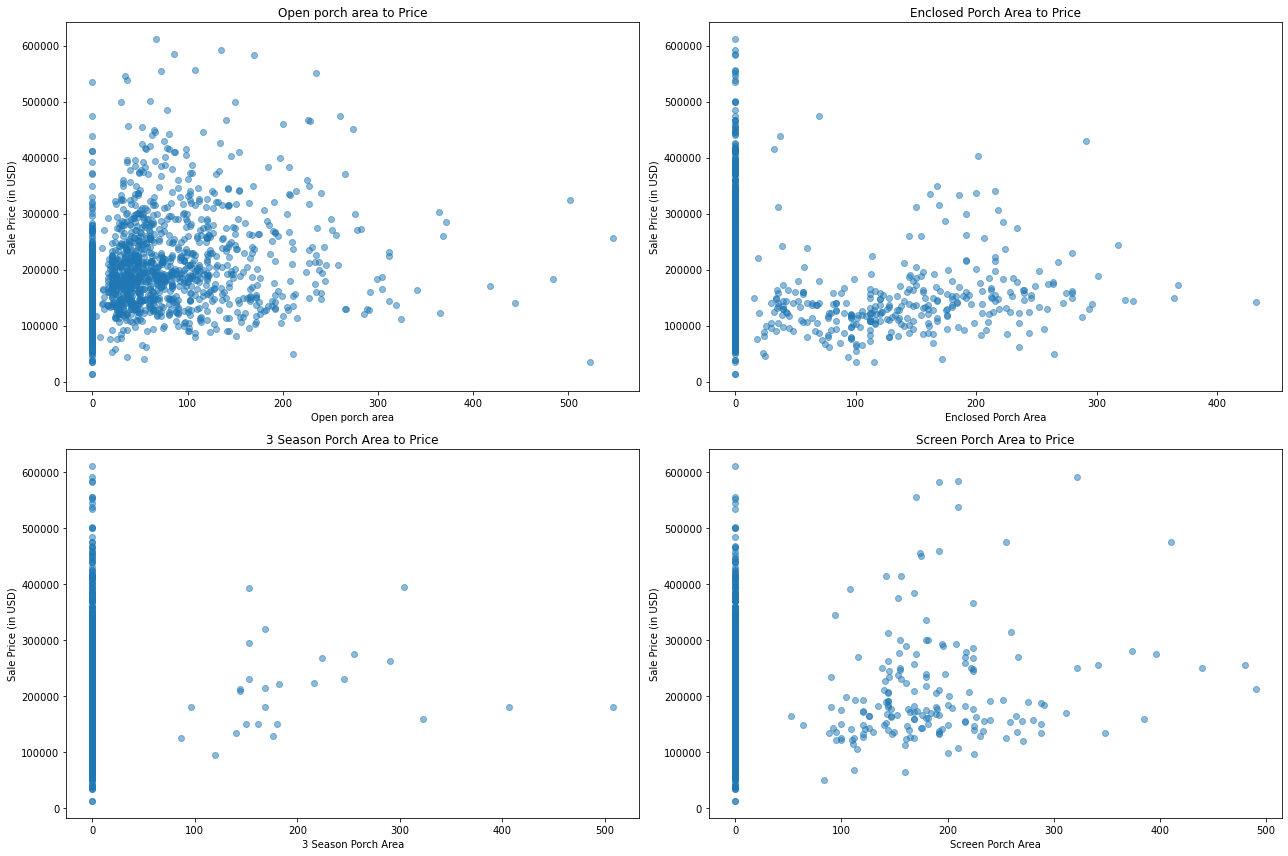 Open porch area to Price
Sale Price (in USD)
600000
500000
400000
300000
200000
100000
0
0 100 200 300 400 500
Open porch area
Enclosed Porch Area to Price
Sale Price (in USD)
600000
500000
400000
300000
200000
100000
0
0 100 200 300 400
Enclosed Porch Area
3 Season Porch Area to Price
Sale Price (in USD)
600000
500000
400000
300000
200000
100000
0
0 100 200 300 400 500
3 Season Porch Area
Screen Porch Area to Price
Sale Price (in USD)
600000
500000
400000
300000
200000
100000
0
0 100 200 300 400 500
Screen Porch Area